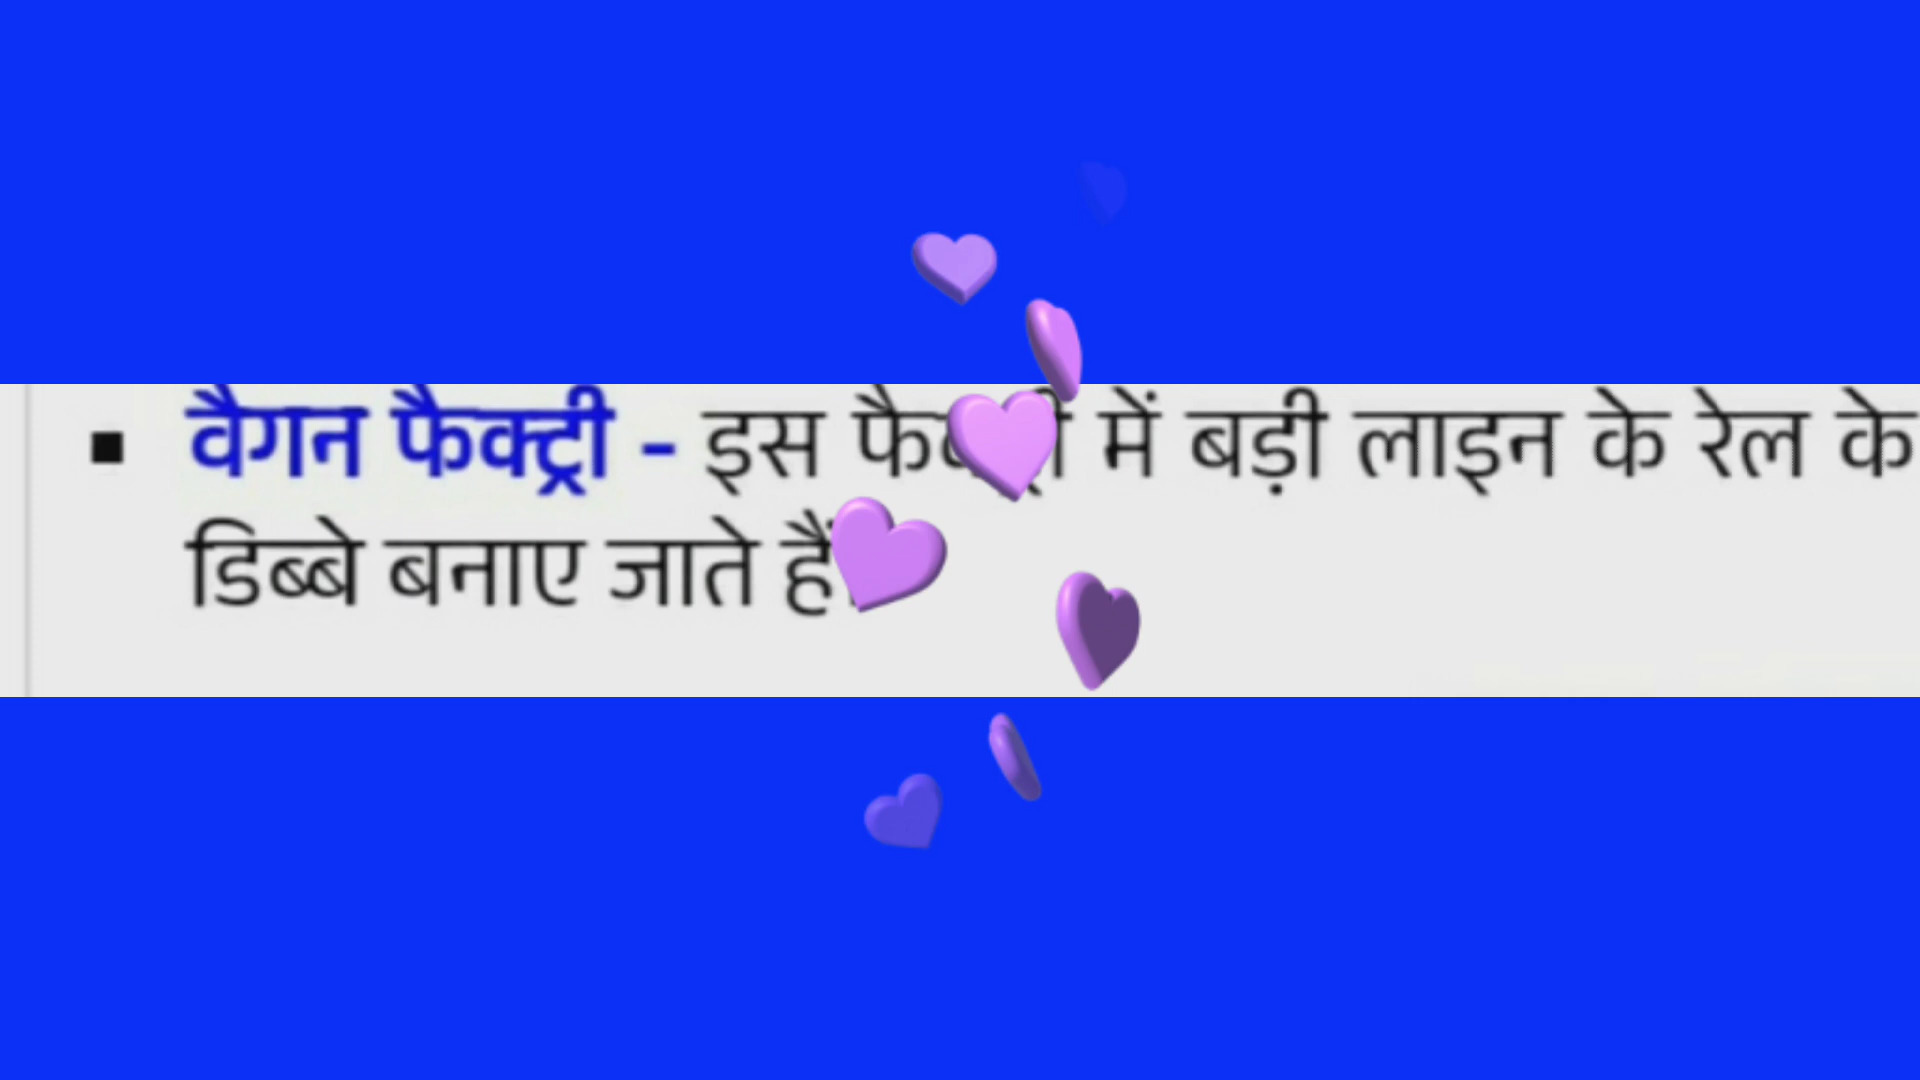 ▪ वैगन फैक्ट्री - इस में बड़ी लाइन के रेल के
डिब्बे बनाए जाते हैं